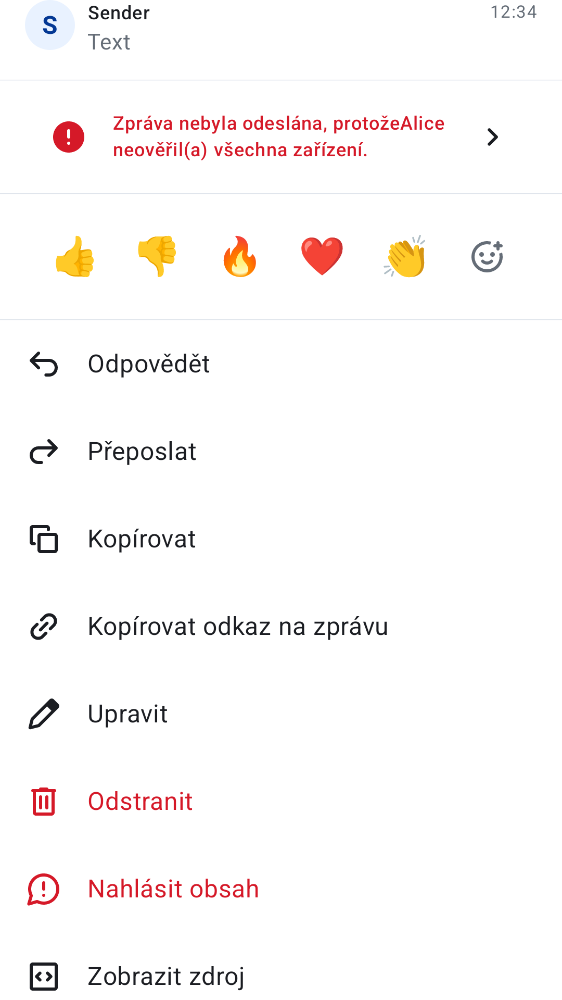 S
Sender
12:34
Text
Zpráva nebyla odeslána, protožeAlice
neověřil(a) všechna zařízení.
Odpovědět
Přeposlat
Kopírovat
Kopírovat odkaz na zprávu
Upravit
Odstranit
Nahlásit obsah
Zobrazit zdroj